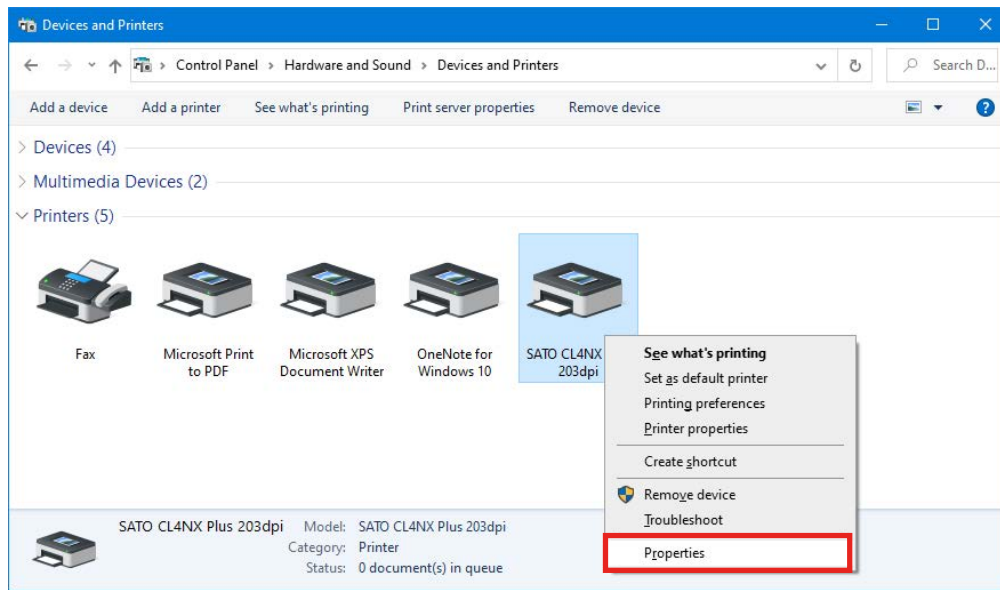 Devices and Printers
Control Panel > Hardware and Sound > Devices and Printers
Search D...
Add a device Add a printer See what's printing Print server properties Remove device
Devices (4)
Multimedia Devices (2)
Printers (5)
Fax
Microsoft Print
to PDF
Microsoft XPS
Document Writer
OneNote for
Windows 10
SATO CL4NX
203dpi
See what's printing
Set as default printer
Printing preferences
Printer properties
Create shortcut
Remove device
Troubleshoot
Properties
SATO CL4NX Plus 203dpi Model: SATO CL4NX Plus 203dpi
Category: Printer
Status: 0 document(s) in queue